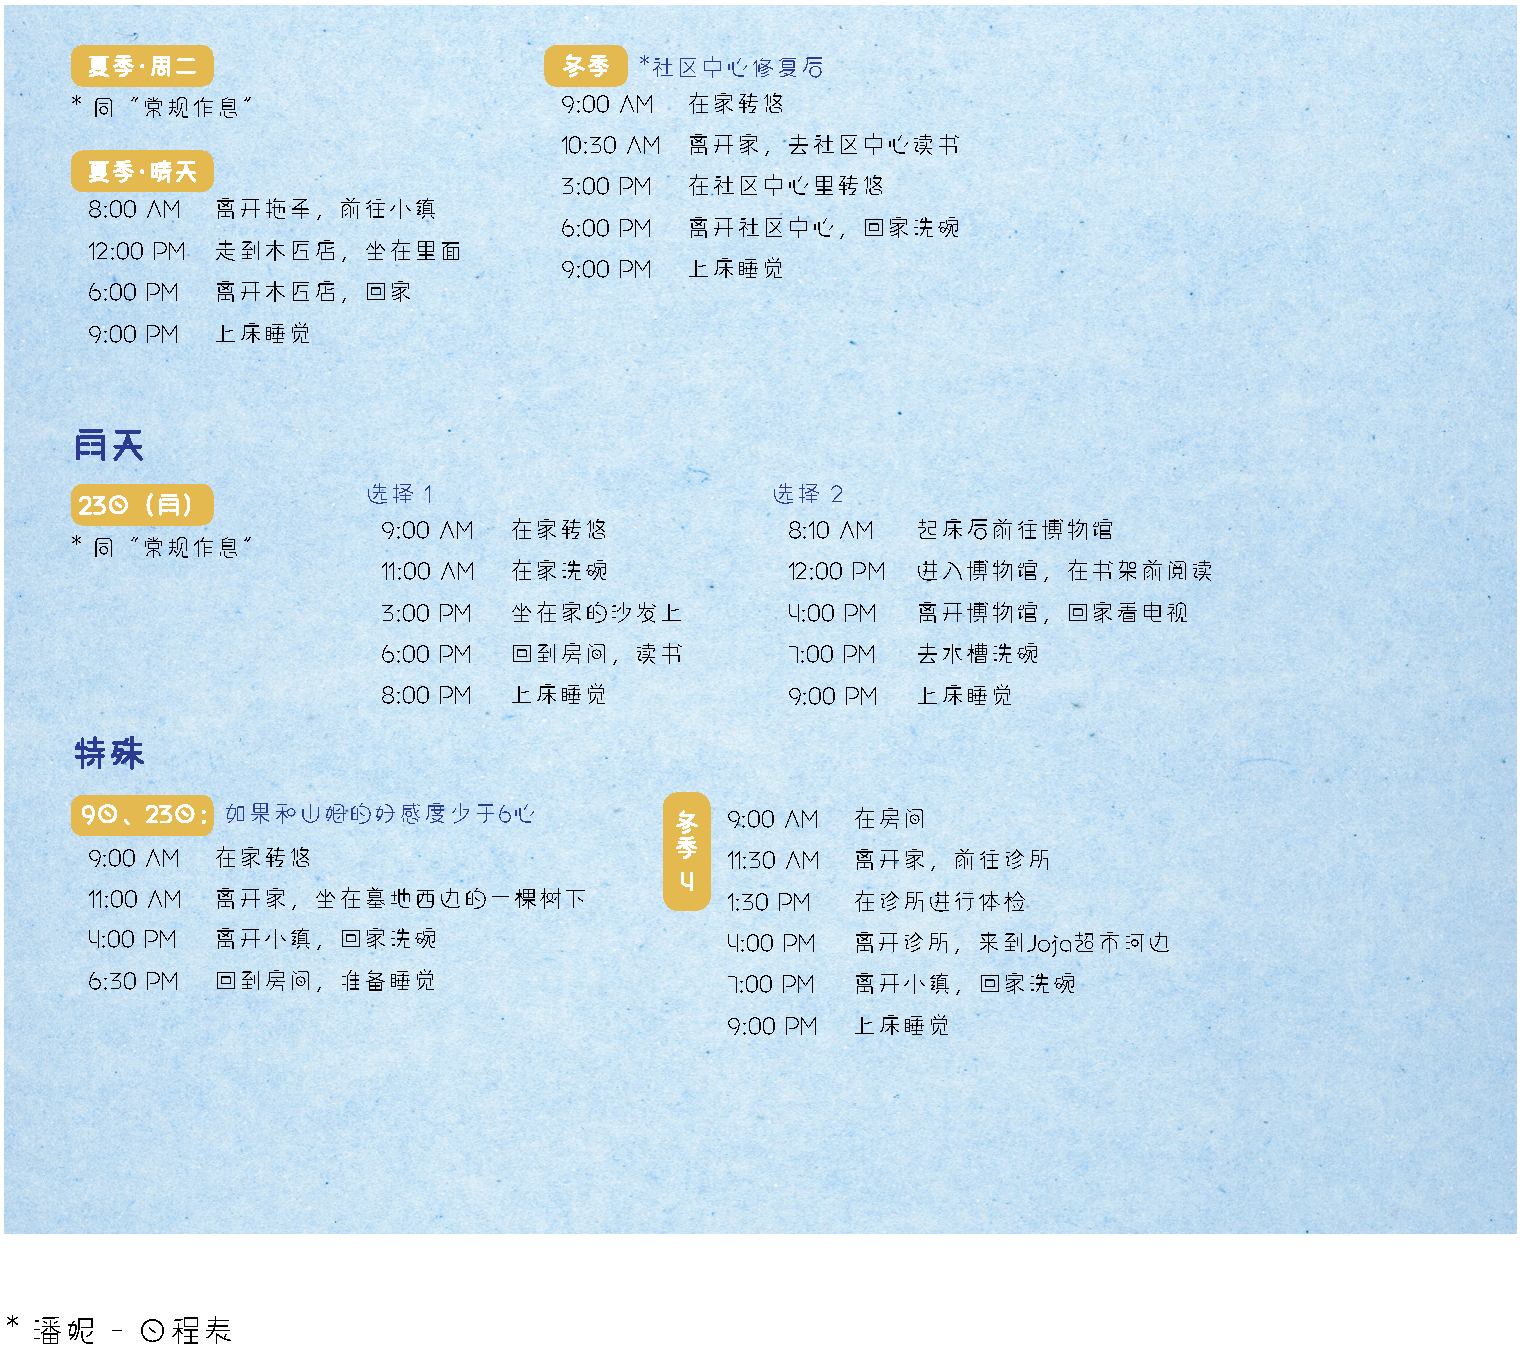 夏季·周二
* 同“常规作息”
夏季·晴天
8:00 AM 离开拖车，前往小镇
12:00 PM 走到木匠店，坐在里面
6:00 PM 离开木匠店，回家
9:00 PM 上床睡觉
冬季 *社区中心修复后
9:00 AM 在家转悠
10:30 AM 离开家，去社区中心读书
3:00 PM 在社区中心里转悠
6:00 PM 离开社区中心，回家洗碗
9:00 PM 上床睡觉
雨天
23日（雨）
* 同“常规作息”
选择 1
9:00 AM 在家转悠
11:00 AM 在家洗碗
3:00 PM 坐在家的沙发上
6:00 PM 回到房间，读书
8:00 PM 上床睡觉
选择 2
8:10 AM 起床后前往博物馆
12:00 PM 进入博物馆，在书架前阅读
4:00 PM 离开博物馆，回家看电视
7:00 PM 去水槽洗碗
9:00 PM 上床睡觉
特殊
9日、23日: 如果和山姆的好感度少于6心
9:00 AM 在家转悠
11:00 AM 离开家，坐在墓地西边的一棵树下
4:00 PM 离开小镇，回家洗碗
6:30 PM 回到房间，准备睡觉
冬季 4
9:00 AM 在房间
11:30 AM 离开家，前往诊所
1:30 PM 在诊所进行体检
4:00 PM 离开诊所，来到Joja超市河边
7:00 PM 离开小镇，回家洗碗
9:00 PM 上床睡觉
* 潘妮 - 日程表